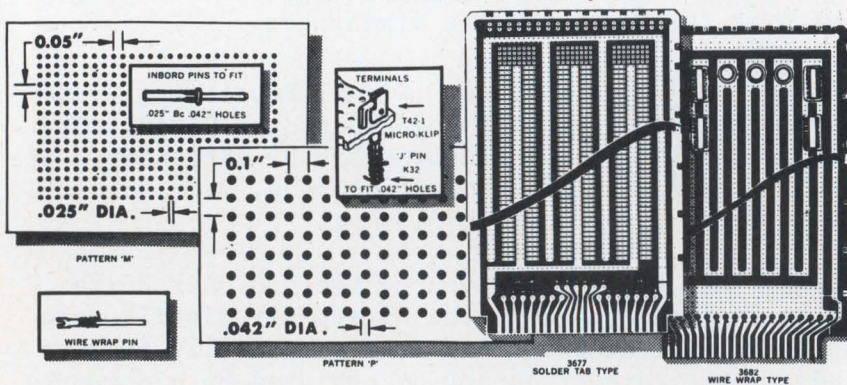 0.05"
INBORD PINS TO FIT
.025" Bc .042" HOLES
.025" DIA.
PATTERN 'M'
WIRE WRAP PIN
TERMINALS
T42-1
MICRO-KLIP
'J' PIN
K32
TO FIT .042" HOLES
0.1"
.042" DIA.
PATTERN 'P'
3677
SOLDER TAB TYPE
3682
WIRE WRAP TYPE